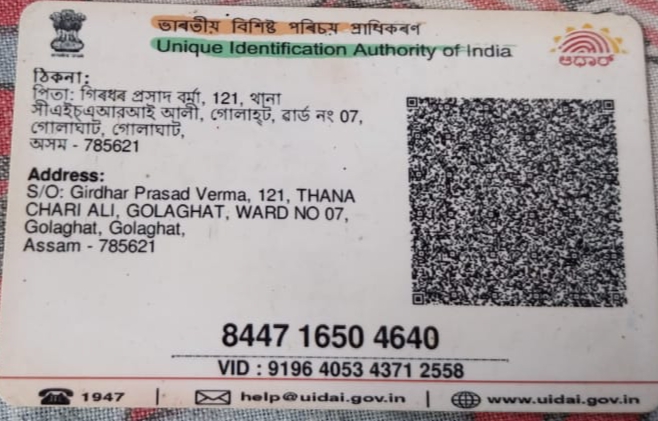 ভাৰতীয় বিশিষ্ট পৰিচয় প্ৰাধিকৰণ
Unique Identification Authority of India
ఆధార్
ঠিকনা:
পিতা: গিৰধৰ প্ৰসাদ বৰ্মা, 121, থানা
সীএইচএআরআই আলী, গোলাহ্ট, ৱাৰ্ড নং 07,
গোলাঘাট, গোলাঘাট,
অসম - 785621
Address:
S/O: Girdhar Prasad Verma, 121, THANA
CHARI ALI, GOLAGHAT, WARD NO 07,
Golaghat, Golaghat,
Assam - 785621
8447 1650 4640
VID : 9196 4053 4371 2558
1947 | help@uidai.gov.in | www.uidai.gov.in